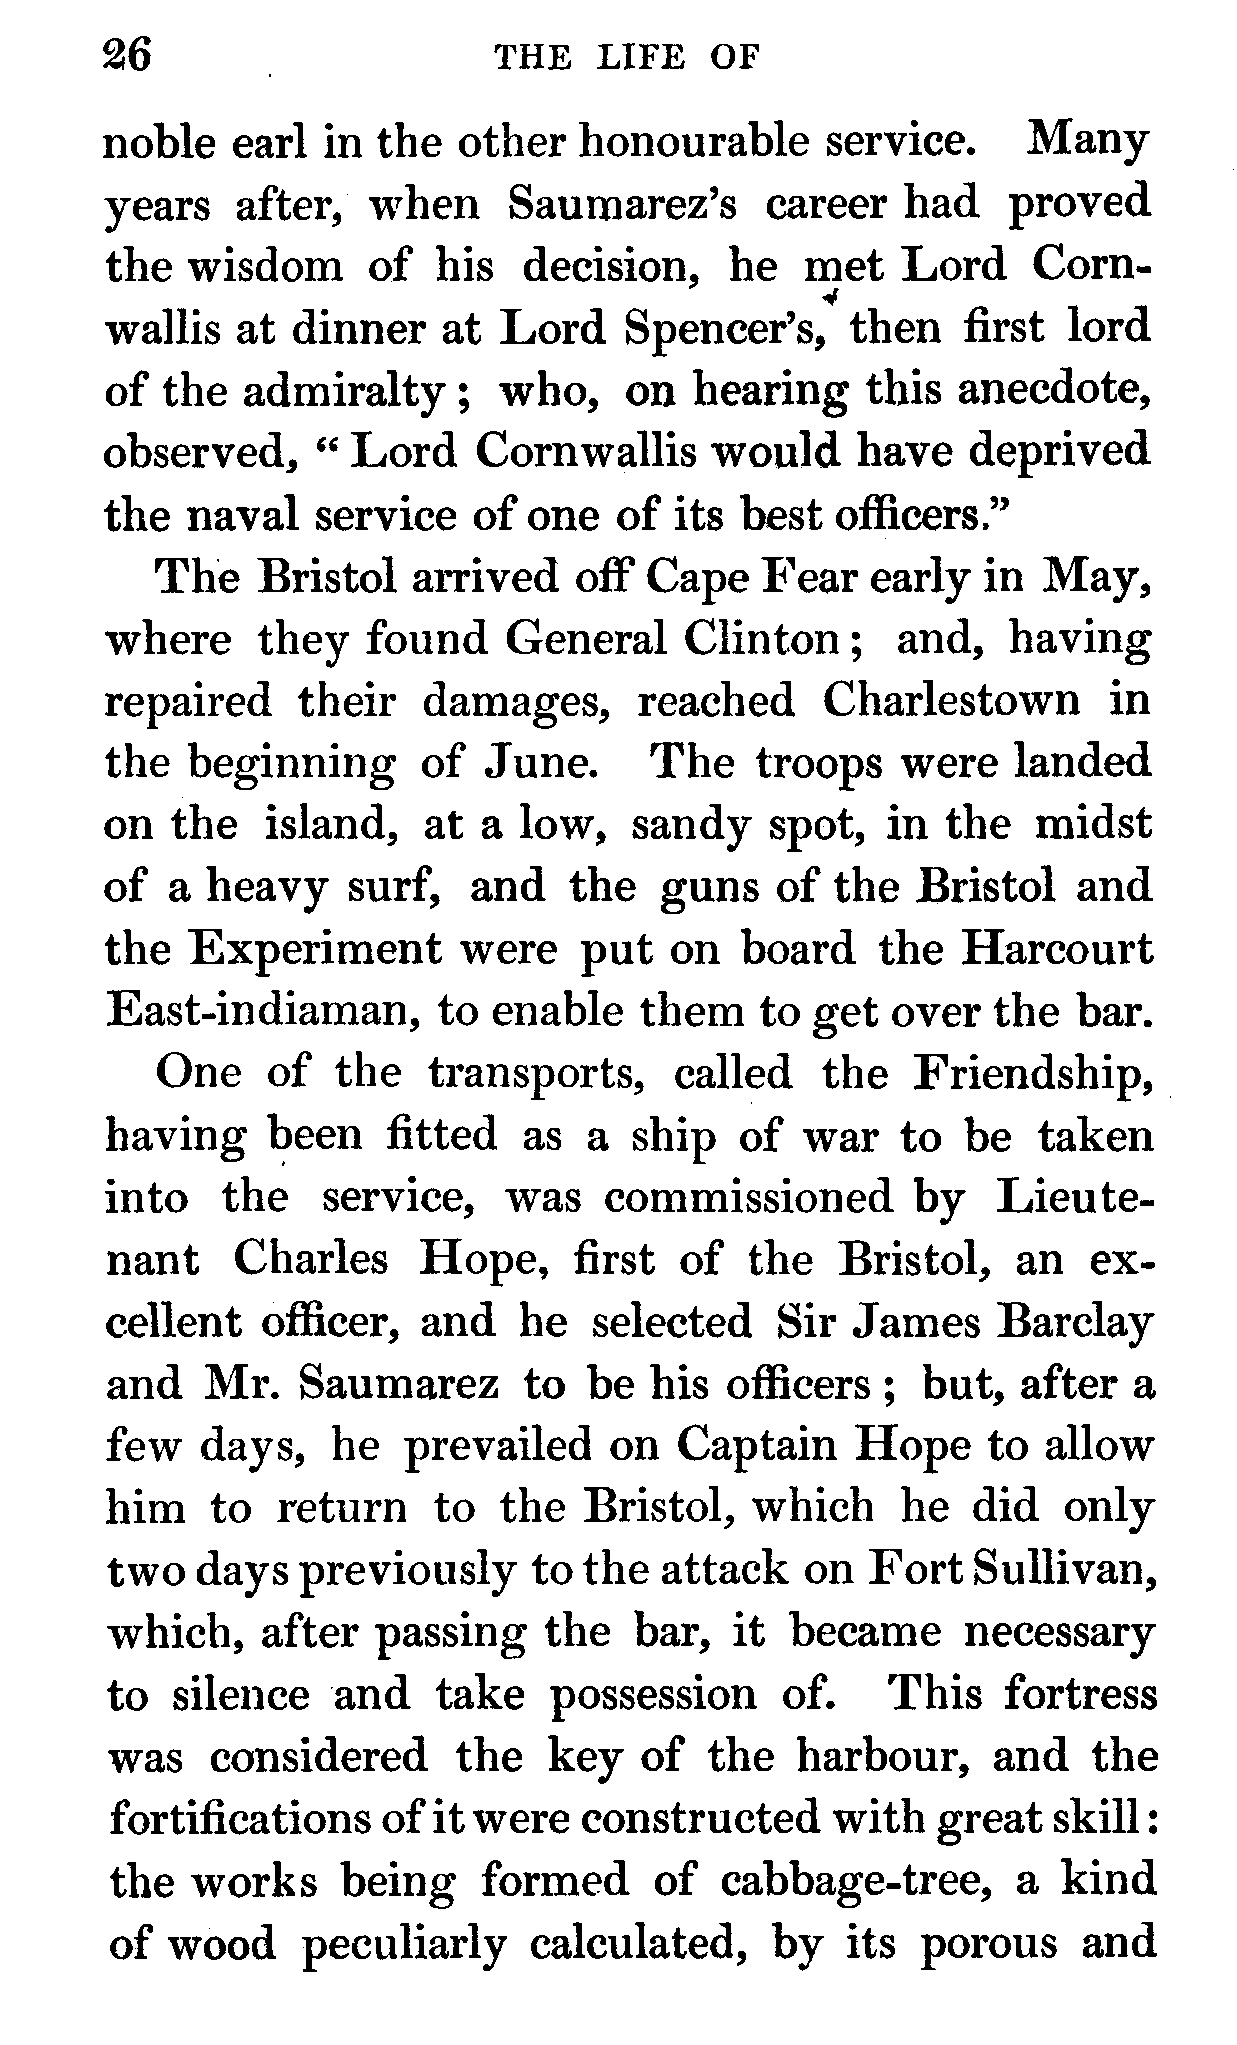 26 THE LIFE OF
noble earl in the other honourable service. Many
years after, when Saumarez's career had proved
the wisdom of his decision, he met Lord Corn-
wallis at dinner at Lord Spencer's, then first lord
of the admiralty ; who, on hearing this anecdote,
observed, “ Lord Cornwallis would have deprived
the naval service of one of its best officers.”
The Bristol arrived off Cape Fear early in May,
where they found General Clinton ; and, having
repaired their damages, reached Charlestown in
the beginning of June. The troops were landed
on the island, at a low, sandy spot, in the midst
of a heavy surf, and the guns of the Bristol and
the Experiment were put on board the Harcourt
East-indiaman, to enable them to get over the bar.
One of the transports, called the Friendship,
having been fitted as a ship of war to be taken
into the service, was commissioned by Lieute-
nant Charles Hope, first of the Bristol, an ex-
cellent officer, and he selected Sir James Barclay
and Mr. Saumarez to be his officers ; but, after a
few days, he prevailed on Captain Hope to allow
him to return to the Bristol, which he did only
two days previously to the attack on Fort Sullivan,
which, after passing the bar, it became necessary
to silence and take possession of. This fortress
was considered the key of the harbour, and the
fortifications of it were constructed with great skill :
the works being formed of cabbage-tree, a kind
of wood peculiarly calculated, by its porous and